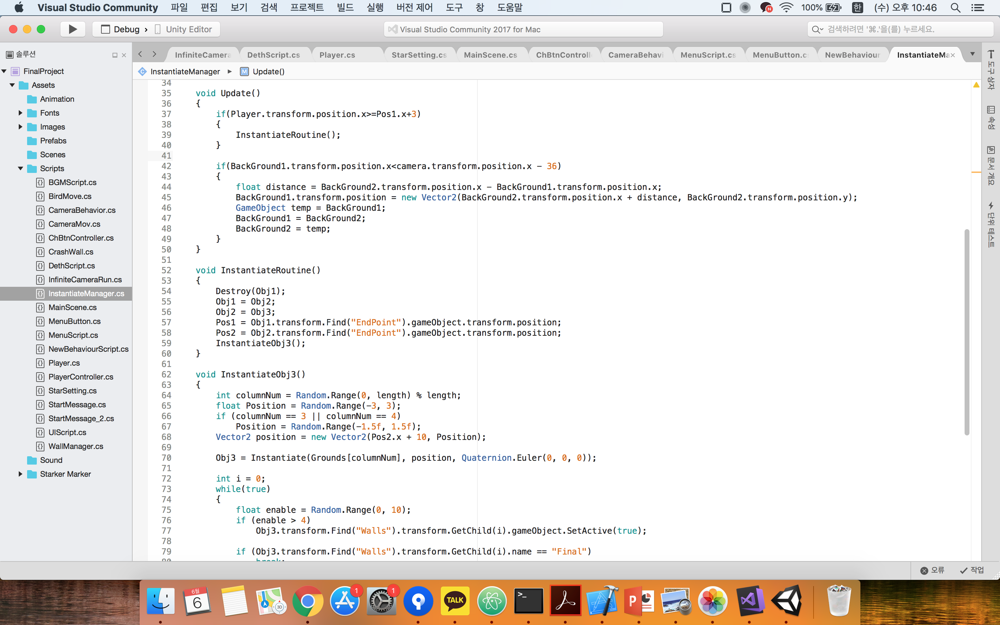 Visual Studio Community 파일 편집 보기 검색 프로젝트 빌드 실행 버전 제어 도구 창 도움말 N 100% 한 (수) 오후 10:46
Debug › Unity Editor Visual Studio Community 2017 for Mac 검색하려면 '⌘.'을(를) 누르세요.
솔루션
InfiniteCamera DethScript.cs Player.cs StarSetting.cs MainScene.cs ChBtnControll CameraBehavi MenuScript.cs MenuButton.c NewBehaviour InstantiateMa
InstantiateManager ▶ M Update()
FinalProject
Assets
Animation
Fonts
Images
Prefabs
Scenes
Scripts
{} BGMScript.cs
{} BirdMove.cs
{} CameraBehavior.cs
{} CameraMov.cs
{} ChBtnController.cs
{} CrashWall.cs
{} DethScript.cs
{} InfiniteCameraRun.cs
{} InstantiateManager.cs
{} MainScene.cs
{} MenuButton.cs
{} MenuScript.cs
{} NewBehaviourScript.cs
{} Player.cs
{} PlayerController.cs
{} StarSetting.cs
{} StartMessage.cs
{} StartMessage_2.cs
{} UIScript.cs
{} WallManager.cs
Sound
Starker Marker
34
35 void Update()
36 {
37 if(Player.transform.position.x>=Pos1.x+3)
38 {
39 InstantiateRoutine();
40 }
41
42 if(BackGround1.transform.position.x<camera.transform.position.x - 36)
43 {
44 float distance = BackGround2.transform.position.x - BackGround1.transform.position.x;
45 BackGround1.transform.position = new Vector2(BackGround2.transform.position.x + distance, BackGround2.transform.position.y);
46 GameObject temp = BackGround1;
47 BackGround1 = BackGround2;
48 BackGround2 = temp;
49 }
50 }
51
52 void InstantiateRoutine()
53 {
54 Destroy(Obj1);
55 Obj1 = Obj2;
56 Obj2 = Obj3;
57 Pos1 = Obj1.transform.Find("EndPoint").gameObject.transform.position;
58 Pos2 = Obj2.transform.Find("EndPoint").gameObject.transform.position;
59 InstantiateObj3();
60 }
61
62 void InstantiateObj3()
63 {
64 int columnNum = Random.Range(0, length) % length;
65 float Position = Random.Range(-3, 3);
66 if (columnNum == 3 || columnNum == 4)
67 Position = Random.Range(-1.5f, 1.5f);
68 Vector2 position = new Vector2(Pos2.x + 10, Position);
69
70 Obj3 = Instantiate(Grounds[columnNum], position, Quaternion.Euler(0, 0, 0));
71
72 int i = 0;
73 while(true)
74 {
75 float enable = Random.Range(0, 10);
76 if (enable > 4)
77 Obj3.transform.Find("Walls").transform.GetChild(i).gameObject.SetActive(true);
78
79 if (Obj3.transform.Find("Walls").transform.GetChild(i).name == "Final")
80 break;
도구 상자
속성
문서 개요
단위 테스트
오류 작업
6월
6
3D
1
1
TALK
>_
P